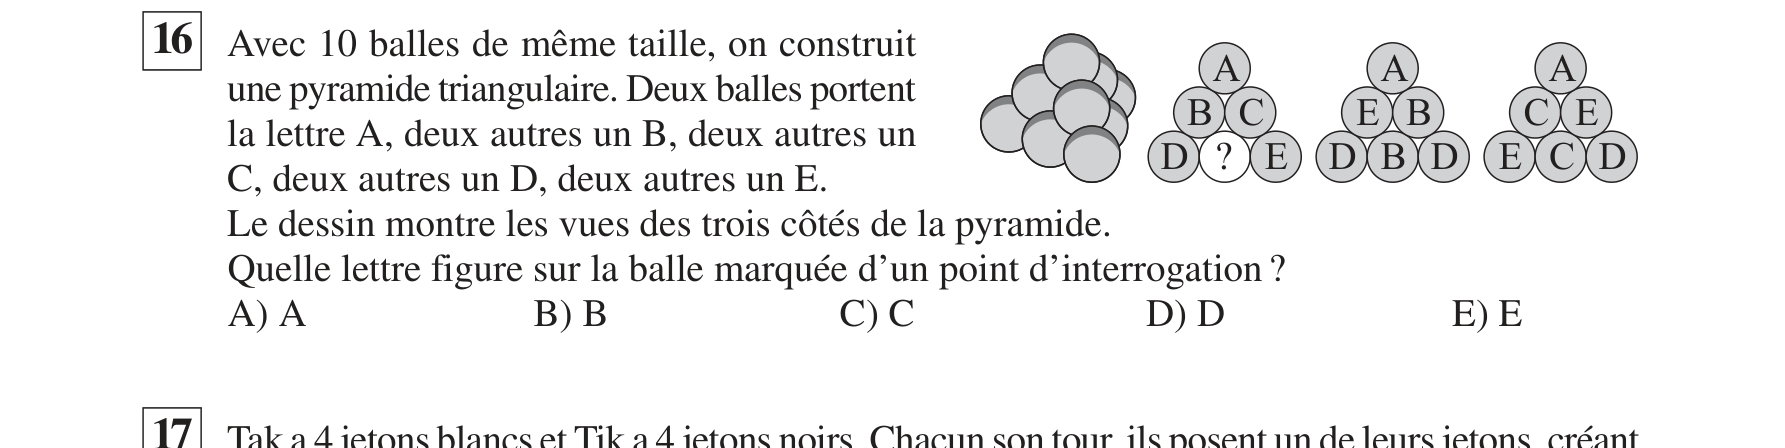 16 Avec 10 balles de même taille, on construit
une pyramide triangulaire. Deux balles portent
la lettre A, deux autres un B, deux autres un
C, deux autres un D, deux autres un E.
A A A
B C E B C E
D ? E D B D E C D
Le dessin montre les vues des trois côtés de la pyramide.
Quelle lettre figure sur la balle marquée d’un point d’interrogation ?
A) A B) B C) C D) D E) E
17 Tak a 4 jetons blancs et Tik a 4 jetons noirs. Chacun son tour, ils posent un de leurs jetons, créant